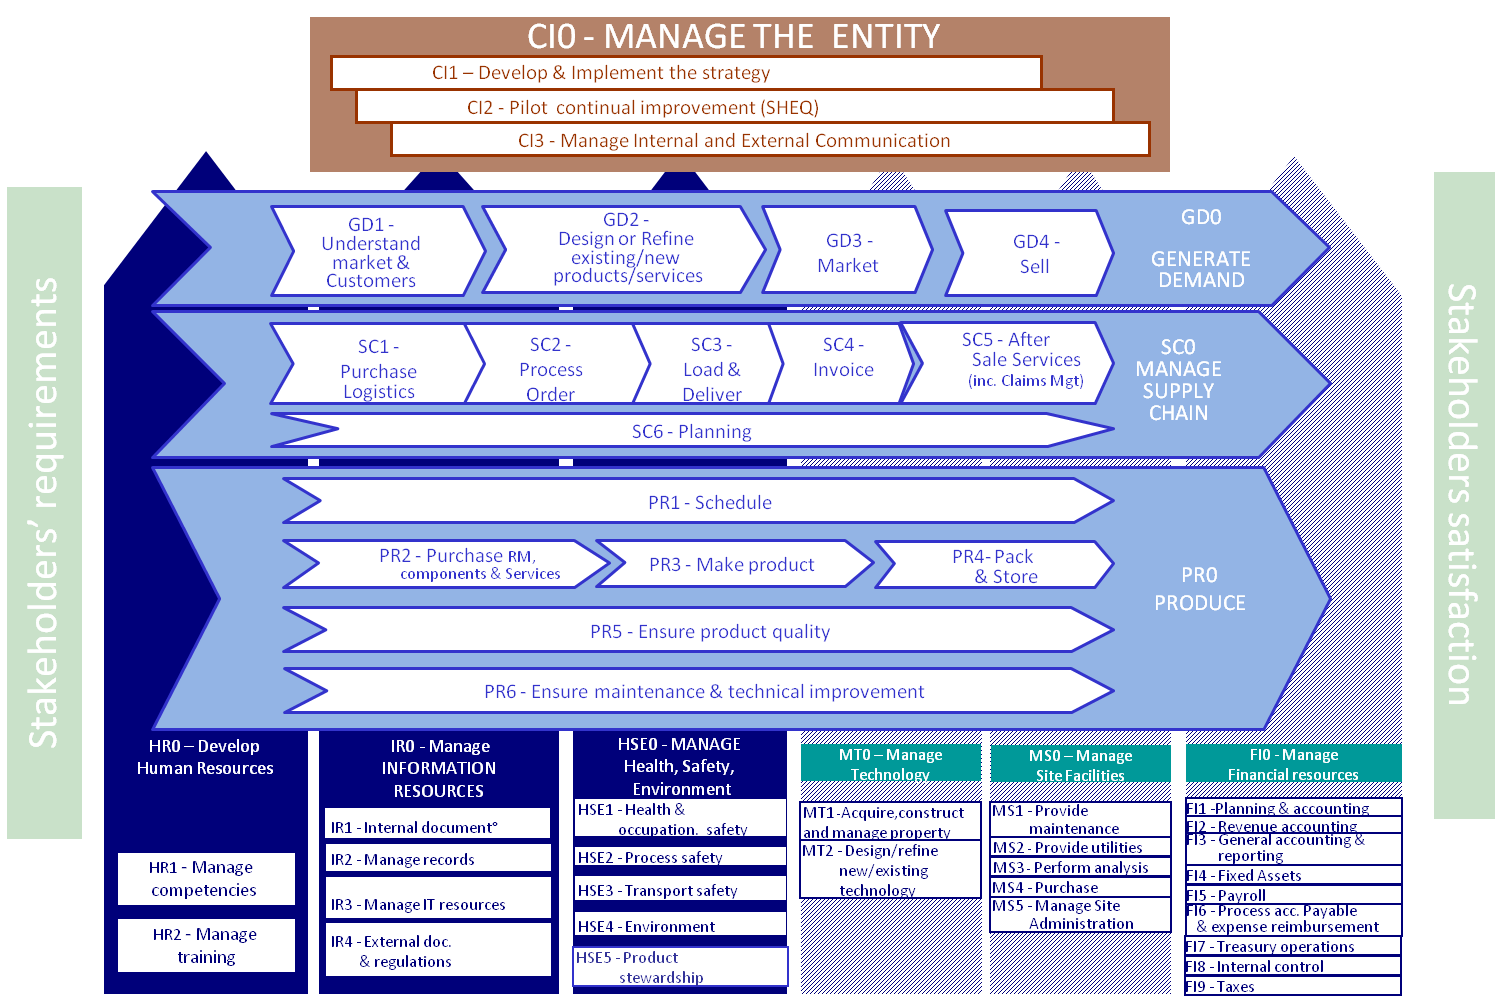 CI0 - MANAGE THE ENTITY
CI1 – Develop & Implement the strategy
CI2 - Pilot continual improvement (SHEQ)
CI3 - Manage Internal and External Communication
Stakeholders’ requirements
GD1 -
Understand
market &
Customers
GD2 -
Design or Refine
existing/new
products/services
GD3 -
Market
GD4 -
Sell
GD0
GENERATE
DEMAND
SC1 -
Purchase
Logistics
SC2 -
Process
Order
SC3 -
Load &
Deliver
SC4 -
Invoice
SC5 - After
Sale Services
(inc. Claims Mgt)
SC6 - Planning
SC0
MANAGE
SUPPLY
CHAIN
PR1 - Schedule
PR2 - Purchase RM,
components & Services
PR3 - Make product
PR4- Pack
& Store
PR5 - Ensure product quality
PR6 - Ensure maintenance & technical improvement
PR0
PRODUCE
Stakeholders satisfaction
HR0 – Develop
Human Resources
HR1 - Manage
competencies
HR2 - Manage
training
IR0 - Manage
INFORMATION
RESOURCES
IR1 - Internal document°
IR2 - Manage records
IR3 - Manage IT resources
IR4 - External doc.
& regulations
HSE0 - MANAGE
Health, Safety,
Environment
HSE1 - Health &
occupation. safety
HSE2 - Process safety
HSE3 - Transport safety
HSE4 - Environment
HSE5 - Product
stewardship
MT0 – Manage
Technology
MT1-Acquire,construct
and manage property
MT2 - Design/refine
new/existing
technology
MS0 – Manage
Site Facilities
MS1 - Provide
maintenance
MS2 - Provide utilities
MS3- Perform analysis
MS4 - Purchase
MS5 - Manage Site
Administration
FI0 - Manage
Financial resources
FI1 -Planning & accounting
FI2 - Revenue accounting
FI3 - General accounting &
reporting
FI4 - Fixed Assets
FI5 - Payroll
FI6 - Process acc. Payable
& expense reimbursement
FI7 - Treasury operations
FI8 - Internal control
FI9 - Taxes